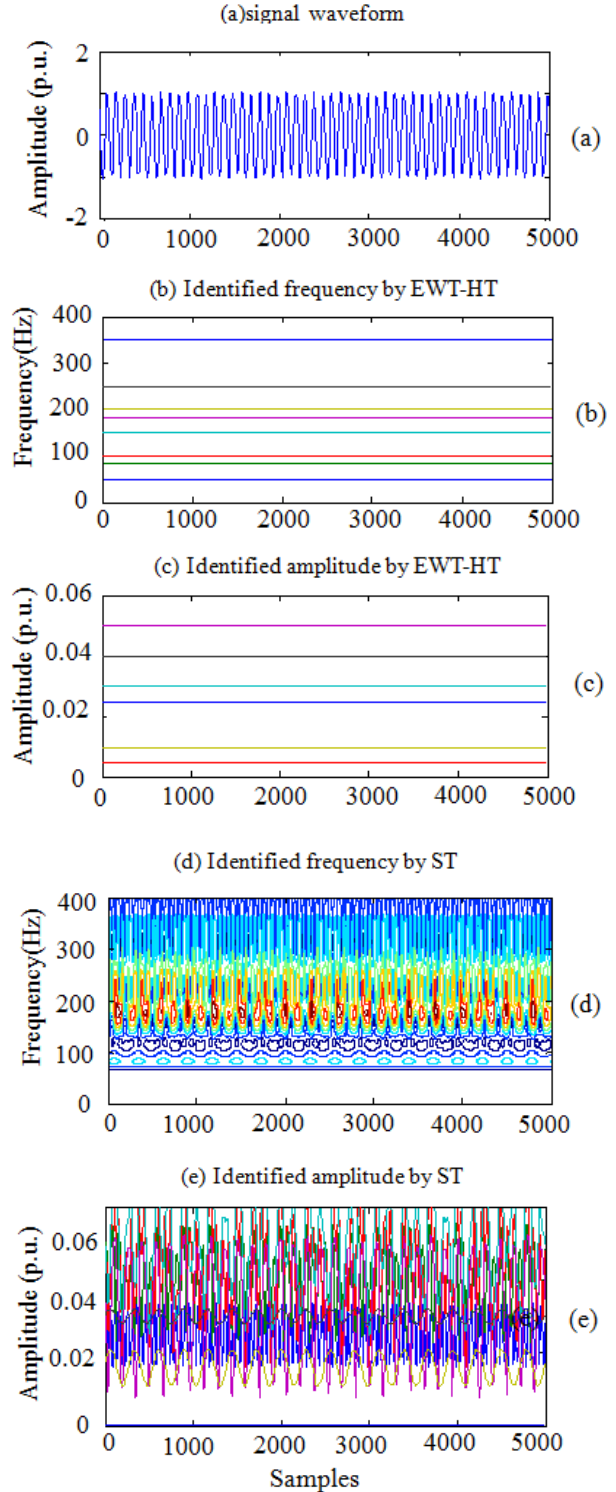 (a)signal waveform
Amplitude (p.u.)
2
0
-2
0 1000 2000 3000 4000 5000
(a)
(b) Identified frequency by EWT-HT
Frequency(Hz)
400
300
200
100
0
0 1000 2000 3000 4000 5000
(b)
(c) Identified amplitude by EWT-HT
Amplitude (p.u.)
0.06
0.04
0.02
0
0 1000 2000 3000 4000 5000
(c)
(d) Identified frequency by ST
Frequency(Hz)
400
300
200
100
0
0 1000 2000 3000 4000 5000
(d)
(e) Identified amplitude by ST
Amplitude (p.u.)
0.06
0.04
0.02
0
0 1000 2000 3000 4000 5000
(e)
Samples